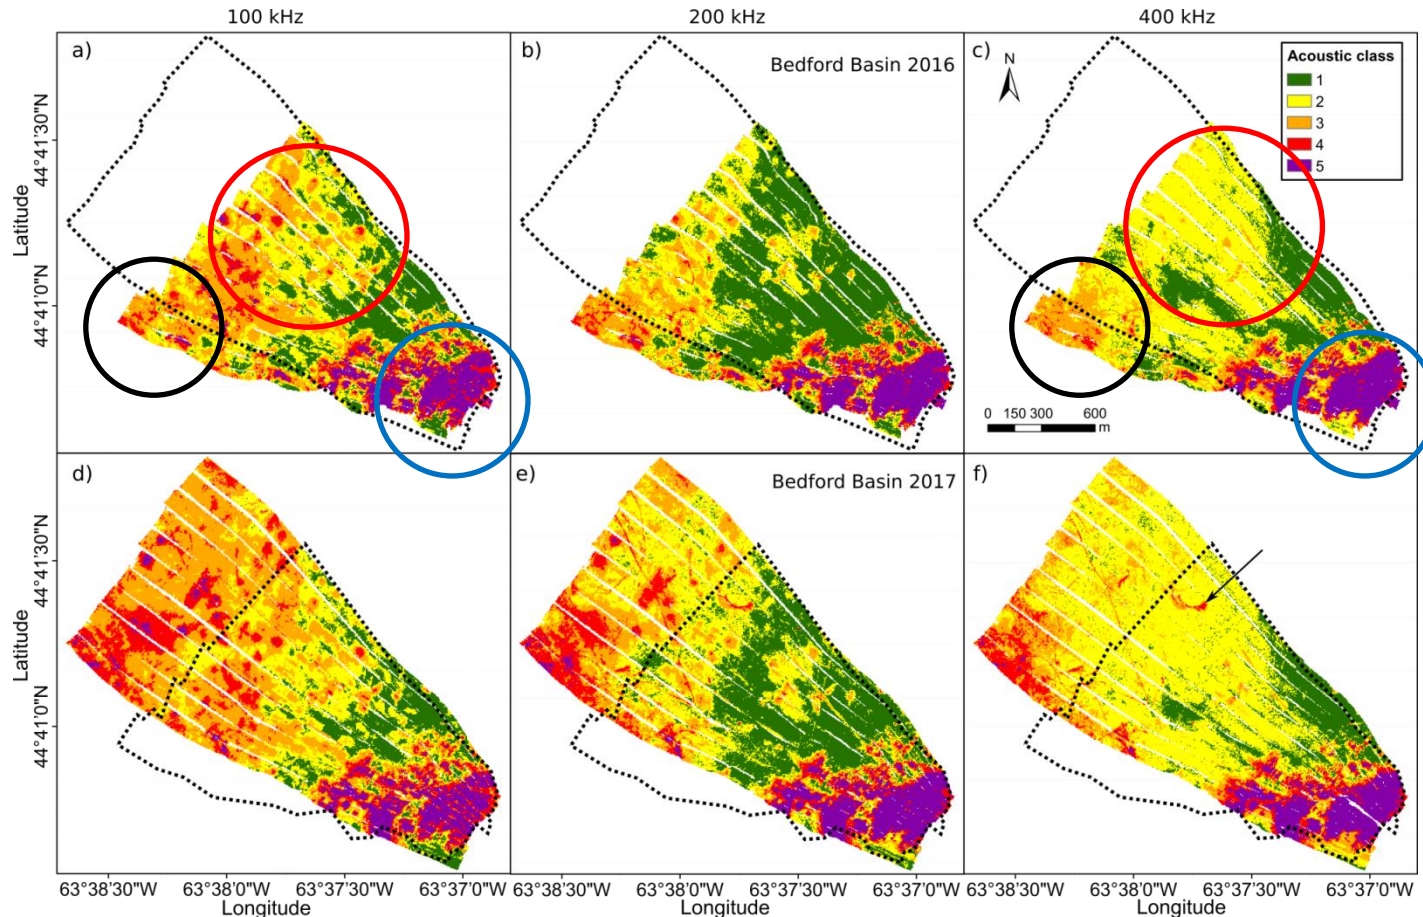 100 kHz
200 kHz
400 kHz
a)
b)
Bedford Basin 2016
c)
N
Acoustic class
1
2
3
4
5
Latitude
44°41'30"N
44°41'0"N
0 150 300 600
m
d)
e)
Bedford Basin 2017
f)
Latitude
44°41'30"N
44°41'0"N
63°38'30"W 63°38'0"W 63°37'30"W 63°37'0"W
63°38'30"W 63°38'0"W 63°37'30"W 63°37'0"W
63°38'30"W 63°38'0"W 63°37'30"W 63°37'0"W
Longitude
Longitude
Longitude